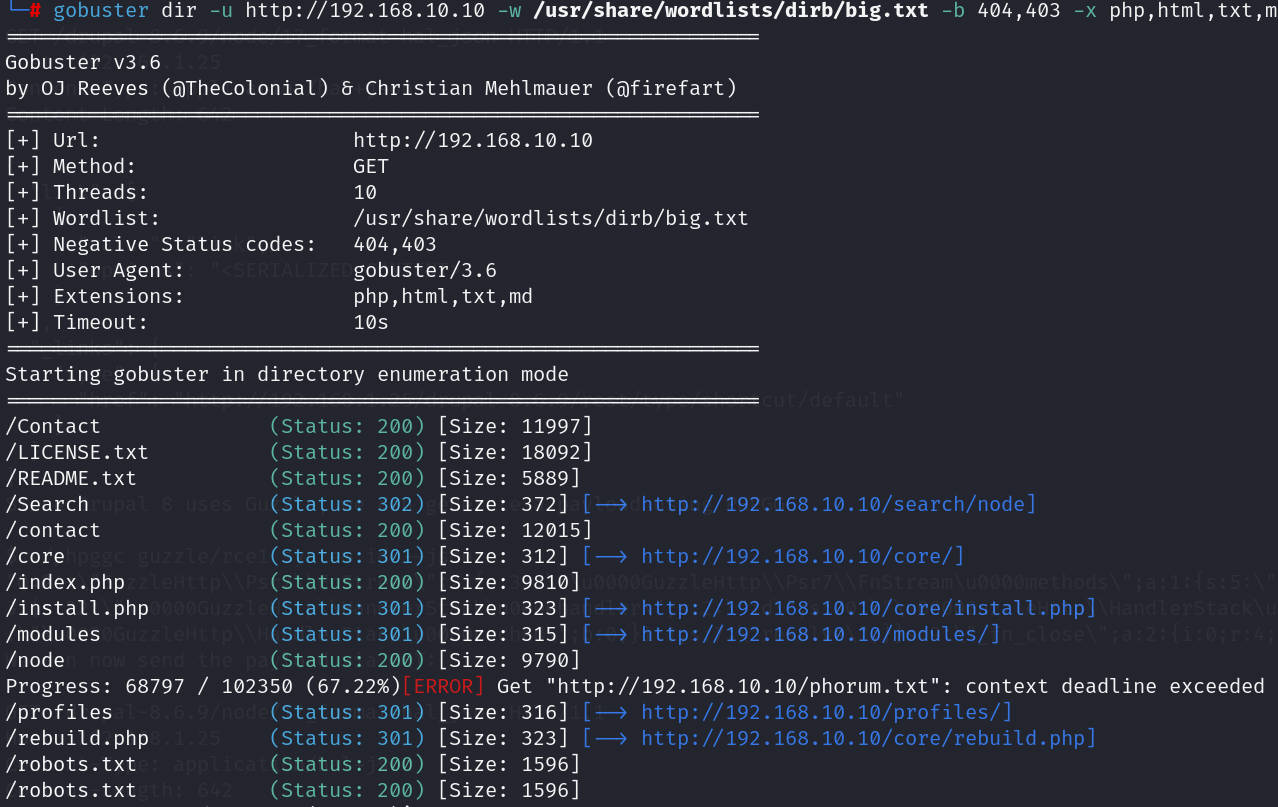 └─# gobuster dir -u http://192.168.10.10 -w /usr/share/wordlists/dirb/big.txt -b 404,403 -x php,html,txt,m
===============================================================
Gobuster v3.6
by OJ Reeves (@TheColonial) & Christian Mehlmauer (@firefart)
===============================================================
[+] Url:                     http://192.168.10.10
[+] Method:                  GET
[+] Threads:                 10
[+] Wordlist:                /usr/share/wordlists/dirb/big.txt
[+] Negative Status codes:   404,403
[+] User Agent:              gobuster/3.6
[+] Extensions:              php,html,txt,md
[+] Timeout:                 10s
===============================================================
Starting gobuster in directory enumeration mode
===============================================================
/Contact              (Status: 200) [Size: 11997]
/LICENSE.txt          (Status: 200) [Size: 18092]
/README.txt           (Status: 200) [Size: 5889]
/Search               (Status: 302) [Size: 372] [--> http://192.168.10.10/search/node]
/contact              (Status: 200) [Size: 12015]
/core                 (Status: 301) [Size: 312] [--> http://192.168.10.10/core/]
/index.php            (Status: 200) [Size: 9810]
/install.php          (Status: 301) [Size: 323] [--> http://192.168.10.10/core/install.php]
/modules              (Status: 301) [Size: 315] [--> http://192.168.10.10/modules/]
/node                 (Status: 200) [Size: 9790]
Progress: 68797 / 102350 (67.22%)[ERROR] Get "http://192.168.10.10/phorum.txt": context deadline exceeded
/profiles             (Status: 301) [Size: 316] [--> http://192.168.10.10/profiles/]
/rebuild.php          (Status: 301) [Size: 323] [--> http://192.168.10.10/core/rebuild.php]
/robots.txt           (Status: 200) [Size: 1596]
/robots.txt           (Status: 200) [Size: 1596]